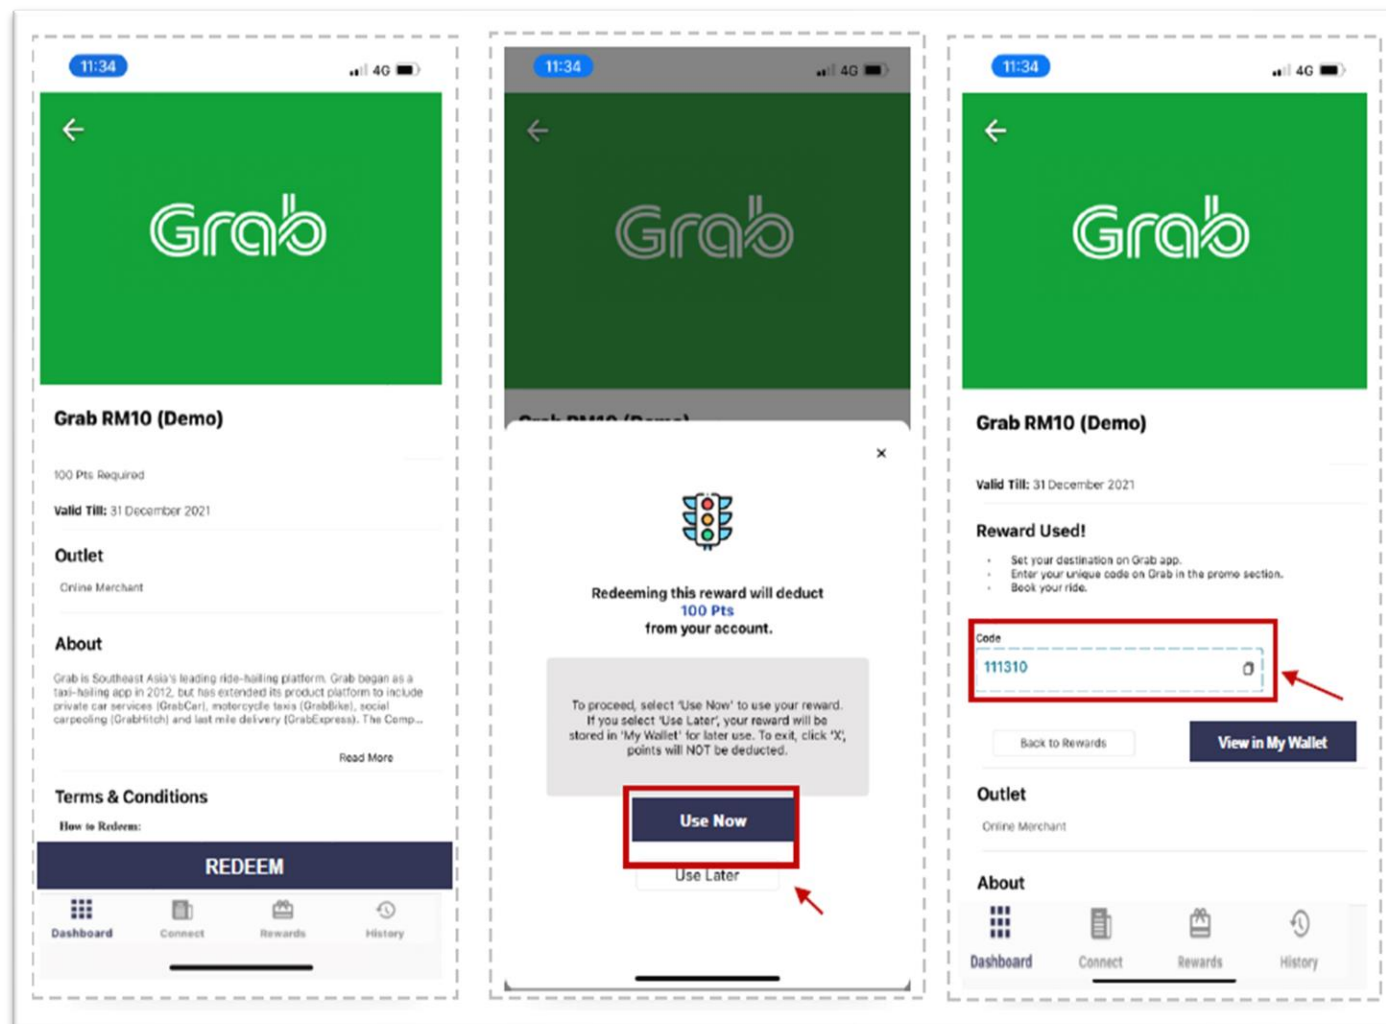 11:34
4G
Grab
Grab RM10 (Demo)
100 Pts Required
Valid Till: 31 December 2021
Outlet
Online Merchant
About
Grab is Southeast Asia's leading ride-hailing platform. Grab began as a
taxi-hailing app in 2012, but has extended its product platform to include
private car services (GrabCar), motorcycle taxis (GrabBike), social
carpooling (GrabHitch) and last mile delivery (GrabExpress). The Comp...
Read More
Terms & Conditions
How to Redeem:
REDEEM
Dashboard
Connect
Rewards
History
11:34
4G
Grab
Grab RM10 (Demo)
×
Redeeming this reward will deduct
100 Pts
from your account.
To proceed, select 'Use Now' to use your reward.
If you select 'Use Later', your reward will be
stored in 'My Wallet' for later use. To exit, click 'X',
points will NOT be deducted.
Use Now
Use Later
11:34
4G
Grab
Grab RM10 (Demo)
Valid Till: 31 December 2021
Reward Used!
· Set your destination on Grab app.
· Enter your unique code on Grab in the promo section.
· Book your ride.
Code
111310
Back to Rewards
View in My Wallet
Outlet
Online Merchant
About
Dashboard
Connect
Rewards
History